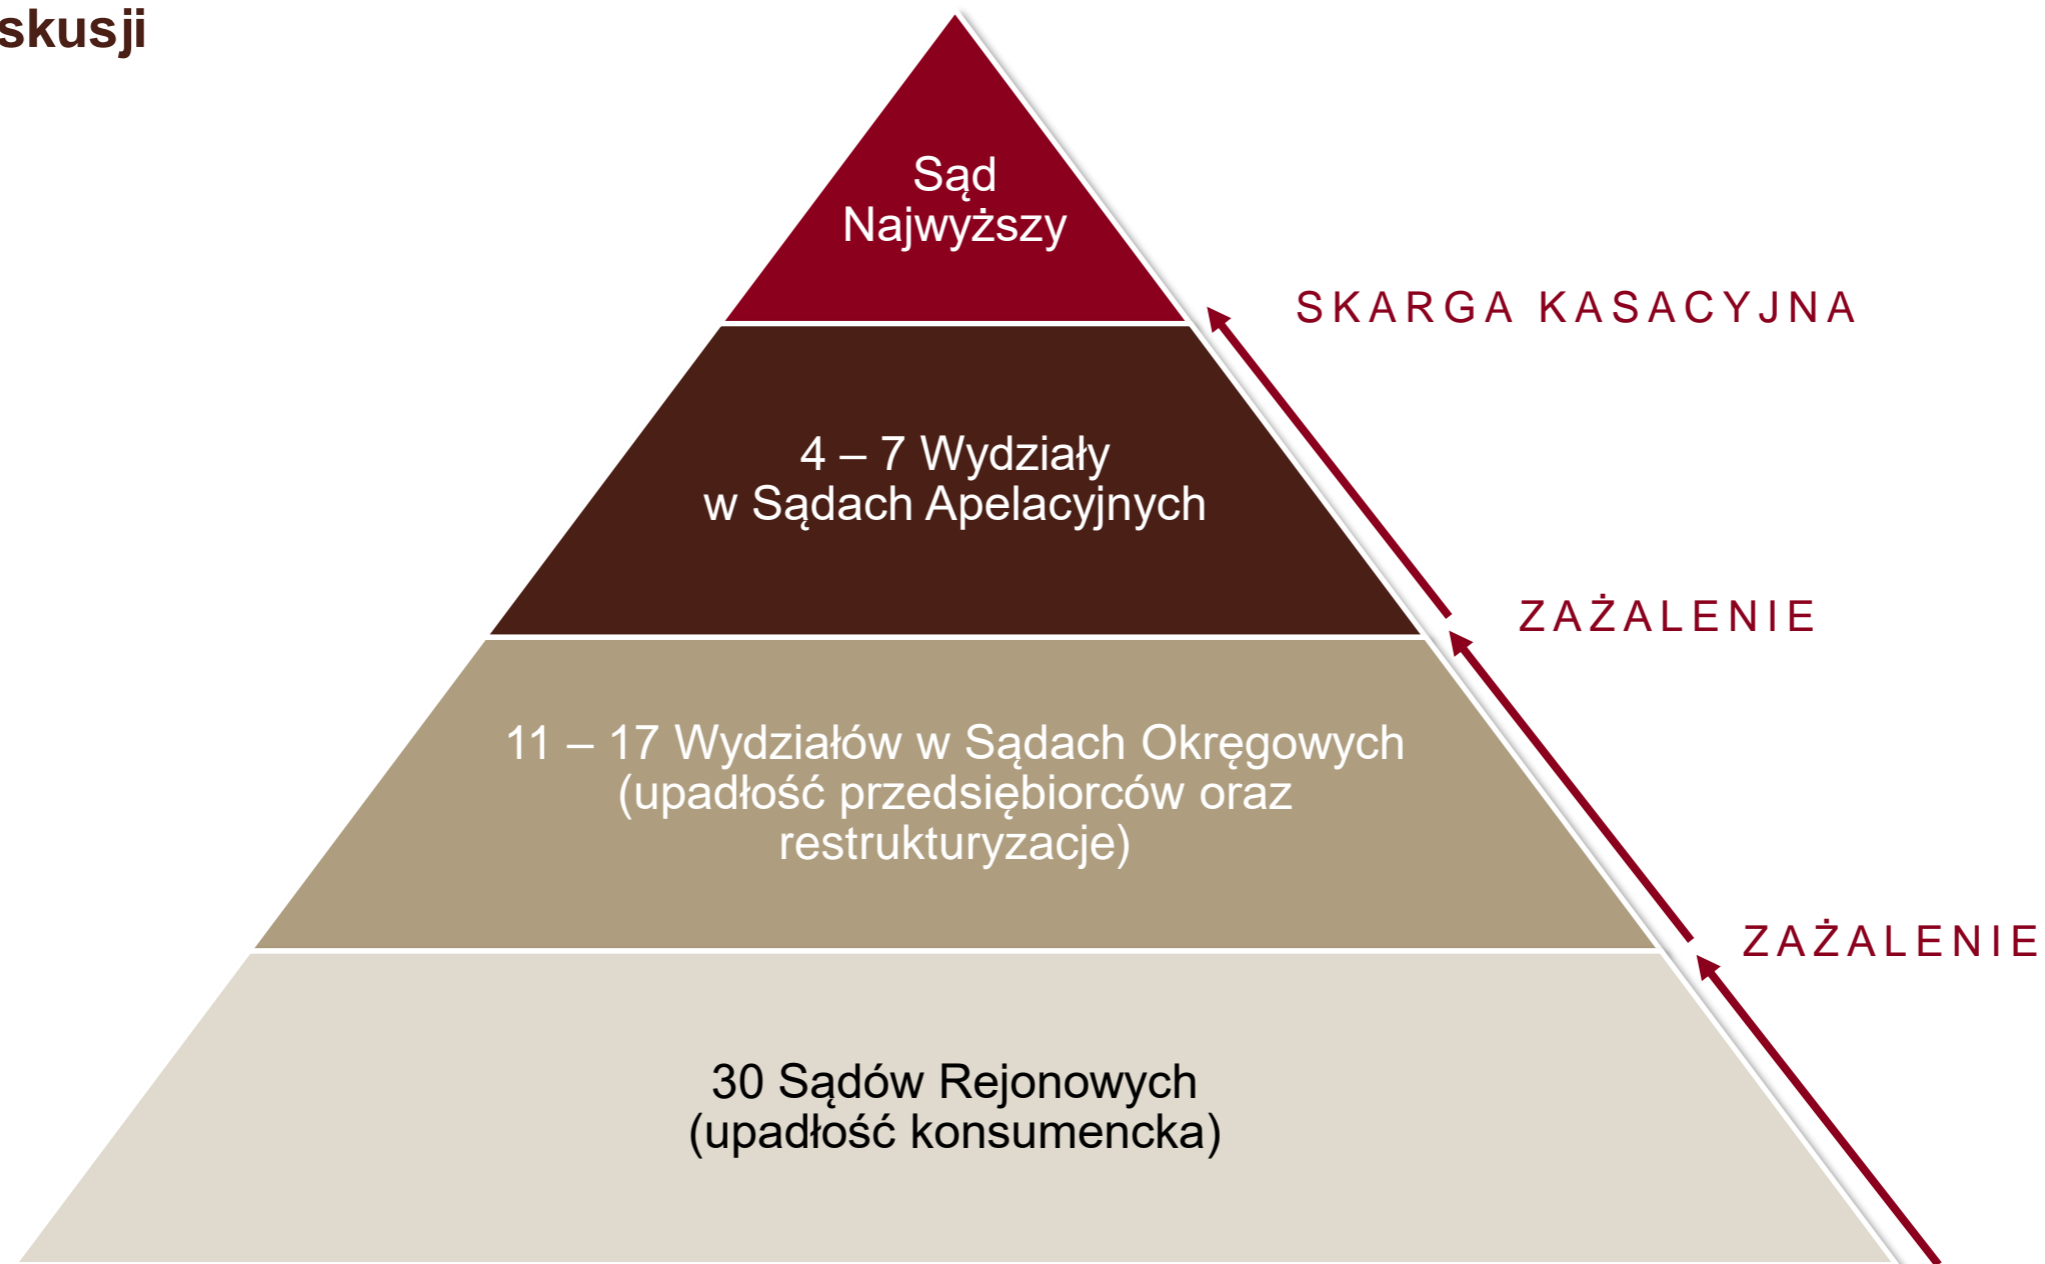 skusji
Sąd
Najwyższy
SKARGA KASACYJNA
4 – 7 Wydziały
w Sądach Apelacyjnych
ZAŻALENIE
11 – 17 Wydziałów w Sądach Okręgowych
(upadłość przedsiębiorców oraz
restrukturyzacje)
ZAŻALENIE
30 Sądów Rejonowych
(upadłość konsumencka)